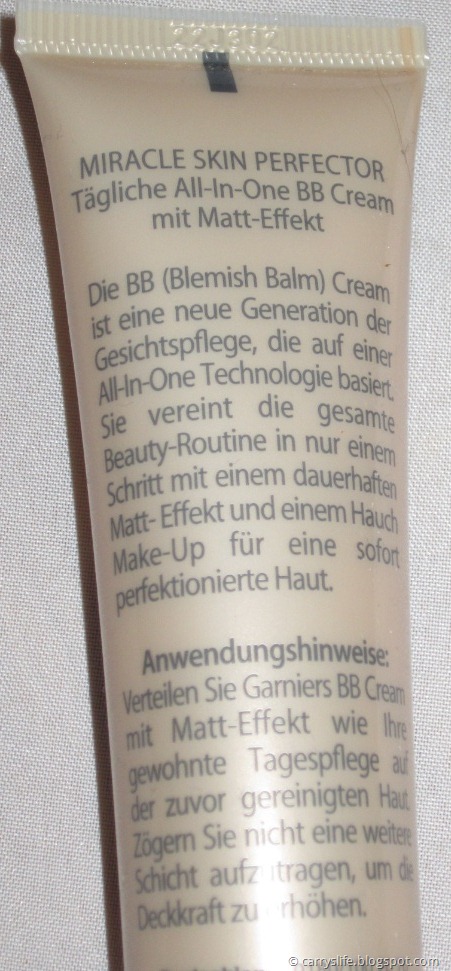 MIRACLE SKIN PERFECTOR
Tägliche All-In-One BB Cream
mit Matt-Effekt
Die BB (Blemish Balm) Cream
ist eine neue Generation der
Gesichtspflege, die auf einer
All-In-One Technologie basiert.
Sie vereint die gesamte
Beauty-Routine in nur einem
Schritt mit einem dauerhaften
Matt- Effekt und einem Hauch
Make-Up für eine sofort
perfektionierte Haut.
Anwendungshinweise:
Verteilen Sie Garniers BB Cream
mit Matt-Effekt wie Ihre
gewohnte Tagespflege auf
der zuvor gereinigten Haut.
Zögern Sie nicht eine weitere
Schicht aufzutragen, um die
Deckkraft zu erhöhen.
© carryslife.blogspot.com